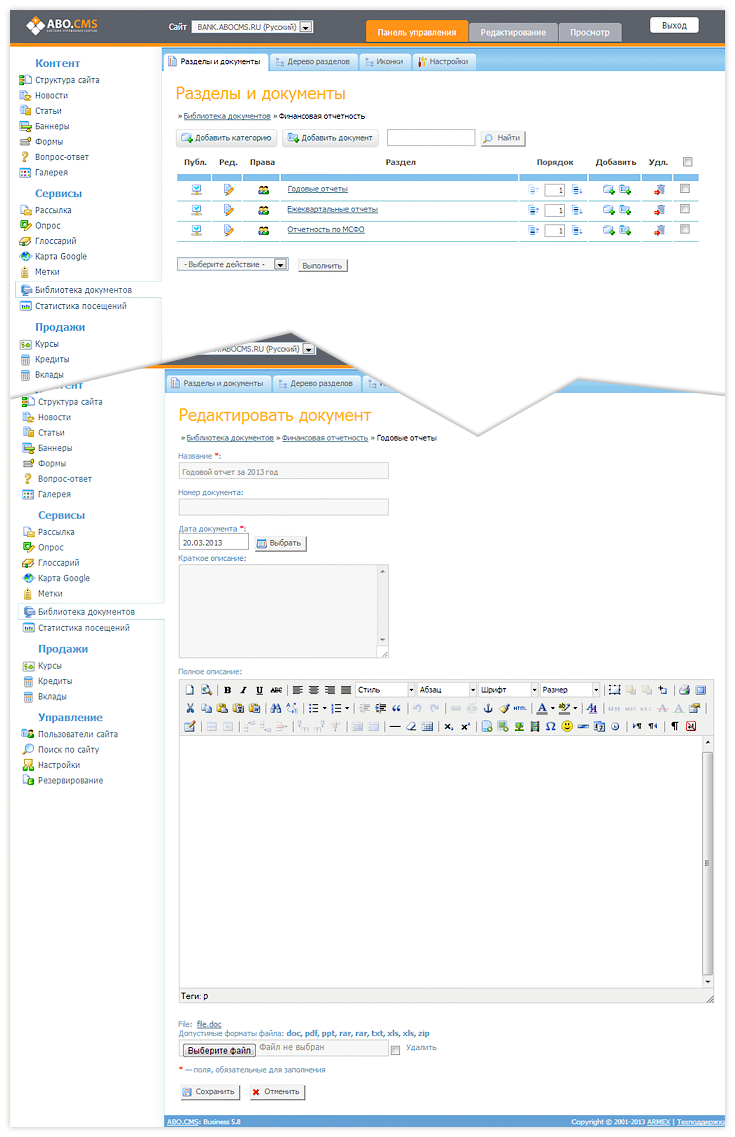 ABO.CMS
СИСТЕМА УПРАВЛЕНИЯ САЙТОМ
Сайт BANK.ABOCMS.RU (Русский)
Панель управления Редактирование Просмотр Выход
Контент
Структура сайта
Новости
Статьи
Баннеры
Формы
Вопрос-ответ
Галерея
Сервисы
Рассылка
Опрос
Глоссарий
Карта Google
Метки
Библиотека документов
Статистика посещений
Продажи
Курсы
Кредиты
Вклады
Разделы и документы Дерево разделов Иконки Настройки
Разделы и документы
» Библиотека документов » Финансовая отчетность
Добавить категорию Добавить документ Найти
Публ. Ред. Права Раздел Порядок Добавить Удл.
Годовые отчеты 1
Ежеквартальные отчеты 1
Отчетность по МСФО 1
- Выберите действие - Выполнить
ABOCMS.RU (Русский)
Контент
Структура сайта
Новости
Статьи
Баннеры
Формы
Вопрос-ответ
Галерея
Сервисы
Рассылка
Опрос
Глоссарий
Карта Google
Метки
Библиотека документов
Статистика посещений
Продажи
Курсы
Кредиты
Вклады
Управление
Пользователи сайта
Поиск по сайту
Настройки
Резервирование
Разделы и документы Дерево разделов
Редактировать документ
» Библиотека документов » Финансовая отчетность » Годовые отчеты
Название *:
Годовой отчет за 2013 год
Номер документа:
Дата документа *:
20.03.2013 Выбрать
Краткое описание:
Полное описание:
B I U ABC Стиль Абзац Шрифт Размер
HTML
Теги: p
File: file.doc
Допустимые форматы файла: doc, pdf, ppt, rar, rar, txt, xls, xls, zip
Выберите файл Файл не выбран Удалить
* — поля, обязательные для заполнения
Сохранить Отменить
ABO.CMS: Business 5.8 Copyright © 2001-2013 ARMEX | Техподдержка